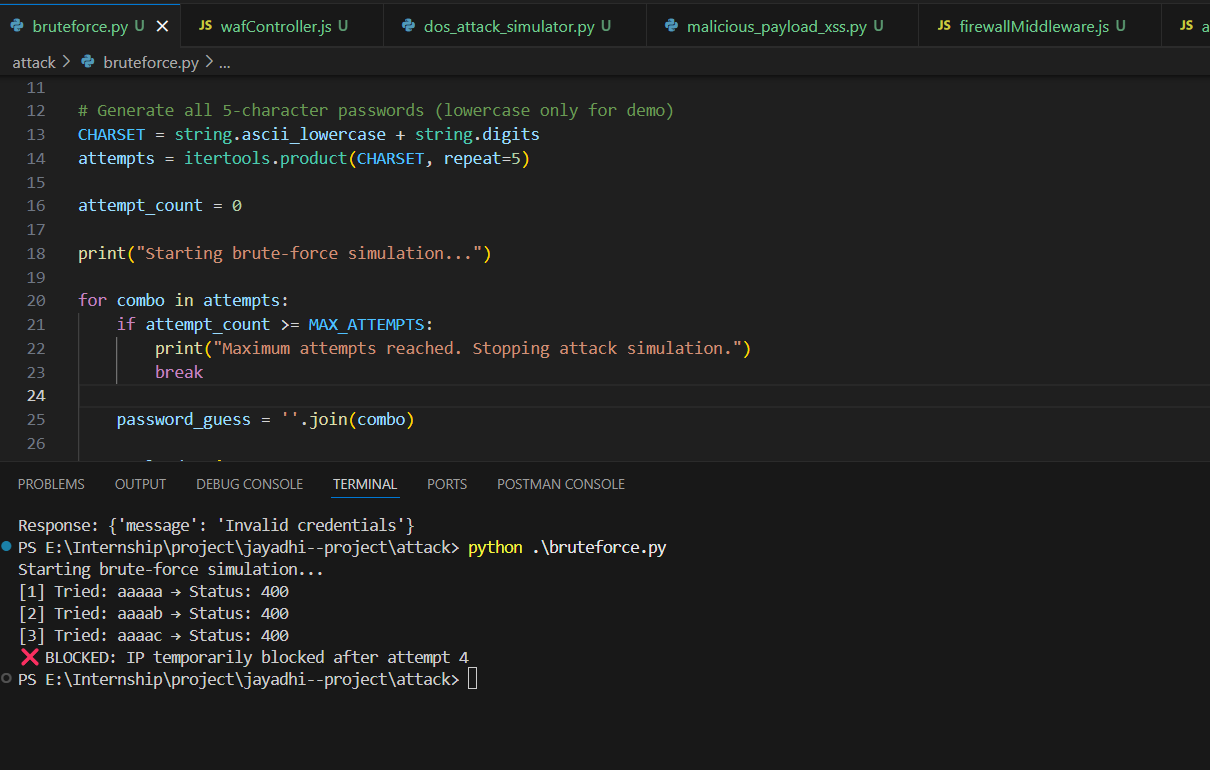 bruteforce.py U JS wafController.js U dos_attack_simulator.py U malicious_payload_xss.py U JS firewallMiddleware.js U JS a
attack > bruteforce.py > ...
11
12 # Generate all 5-character passwords (lowercase only for demo)
13 CHARSET = string.ascii_lowercase + string.digits
14 attempts = itertools.product(CHARSET, repeat=5)
15
16 attempt_count = 0
17
18 print("Starting brute-force simulation...")
19
20 for combo in attempts:
21 if attempt_count >= MAX_ATTEMPTS:
22 print("Maximum attempts reached. Stopping attack simulation.")
23 break
24
25 password_guess = ''.join(combo)
26
PROBLEMS OUTPUT DEBUG CONSOLE TERMINAL PORTS POSTMAN CONSOLE
Response: {'message': 'Invalid credentials'}
PS E:\Internship\project\jayadhi--project\attack> python .\bruteforce.py
Starting brute-force simulation...
[1] Tried: aaaaa → Status: 400
[2] Tried: aaaab → Status: 400
[3] Tried: aaaac → Status: 400
❌ BLOCKED: IP temporarily blocked after attempt 4
PS E:\Internship\project\jayadhi--project\attack>